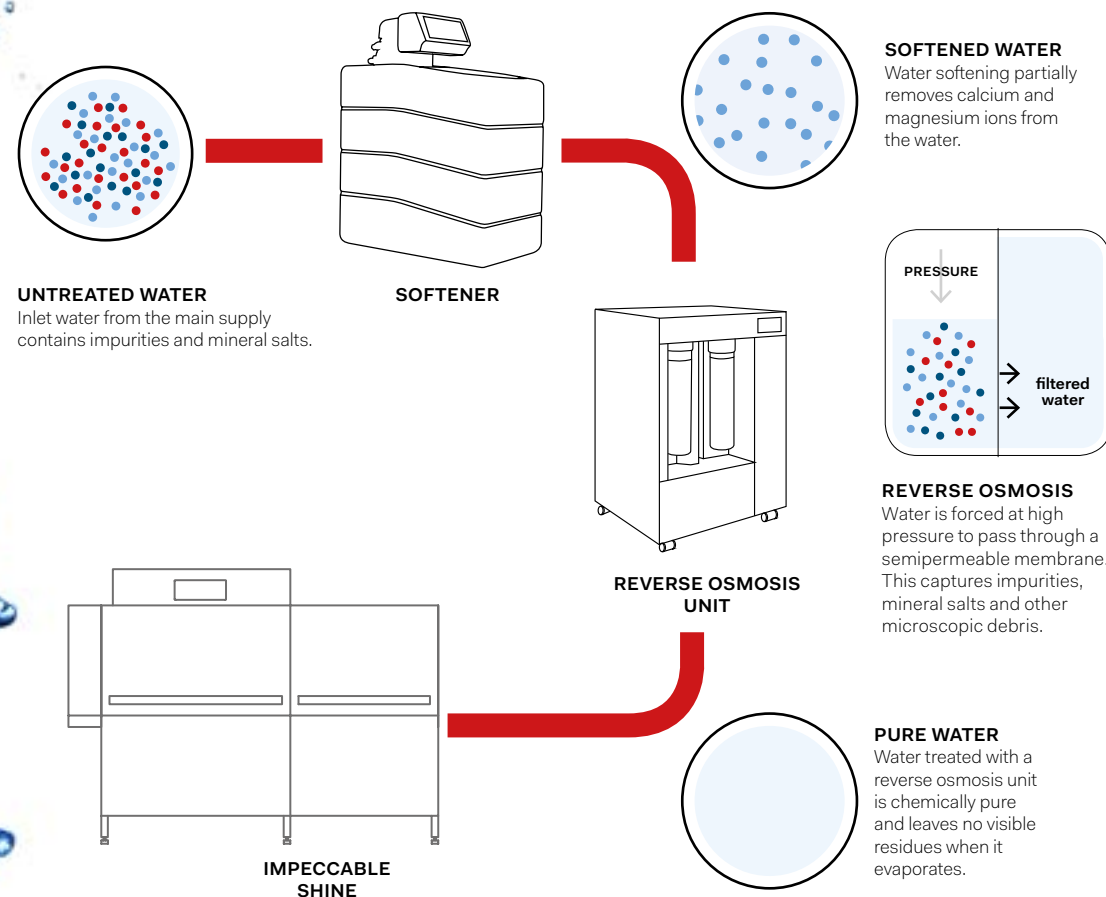 SOFTENED WATER
Water softening partially
removes calcium and
magnesium ions from
the water.
UNTREATED WATER
Inlet water from the main supply
contains impurities and mineral salts.
SOFTENER
PRESSURE
filtered
water
REVERSE OSMOSIS
Water is forced at high
pressure to pass through a
semipermeable membrane.
This captures impurities,
mineral salts and other
microscopic debris.
REVERSE OSMOSIS
UNIT
PURE WATER
Water treated with a
reverse osmosis unit
is chemically pure
and leaves no visible
residues when it
evaporates.
IMPECCABLE
SHINE